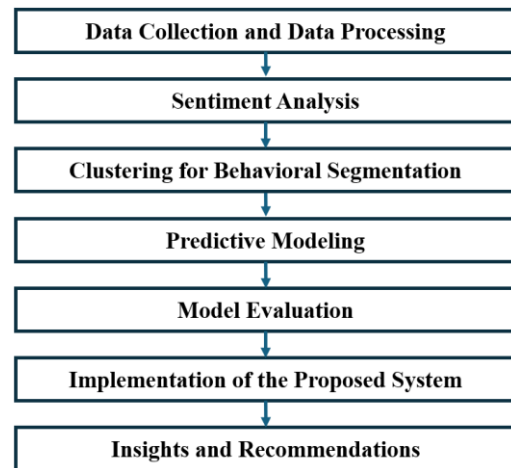 Data Collection and Data Processing
Sentiment Analysis
Clustering for Behavioral Segmentation
Predictive Modeling
Model Evaluation
Implementation of the Proposed System
Insights and Recommendations